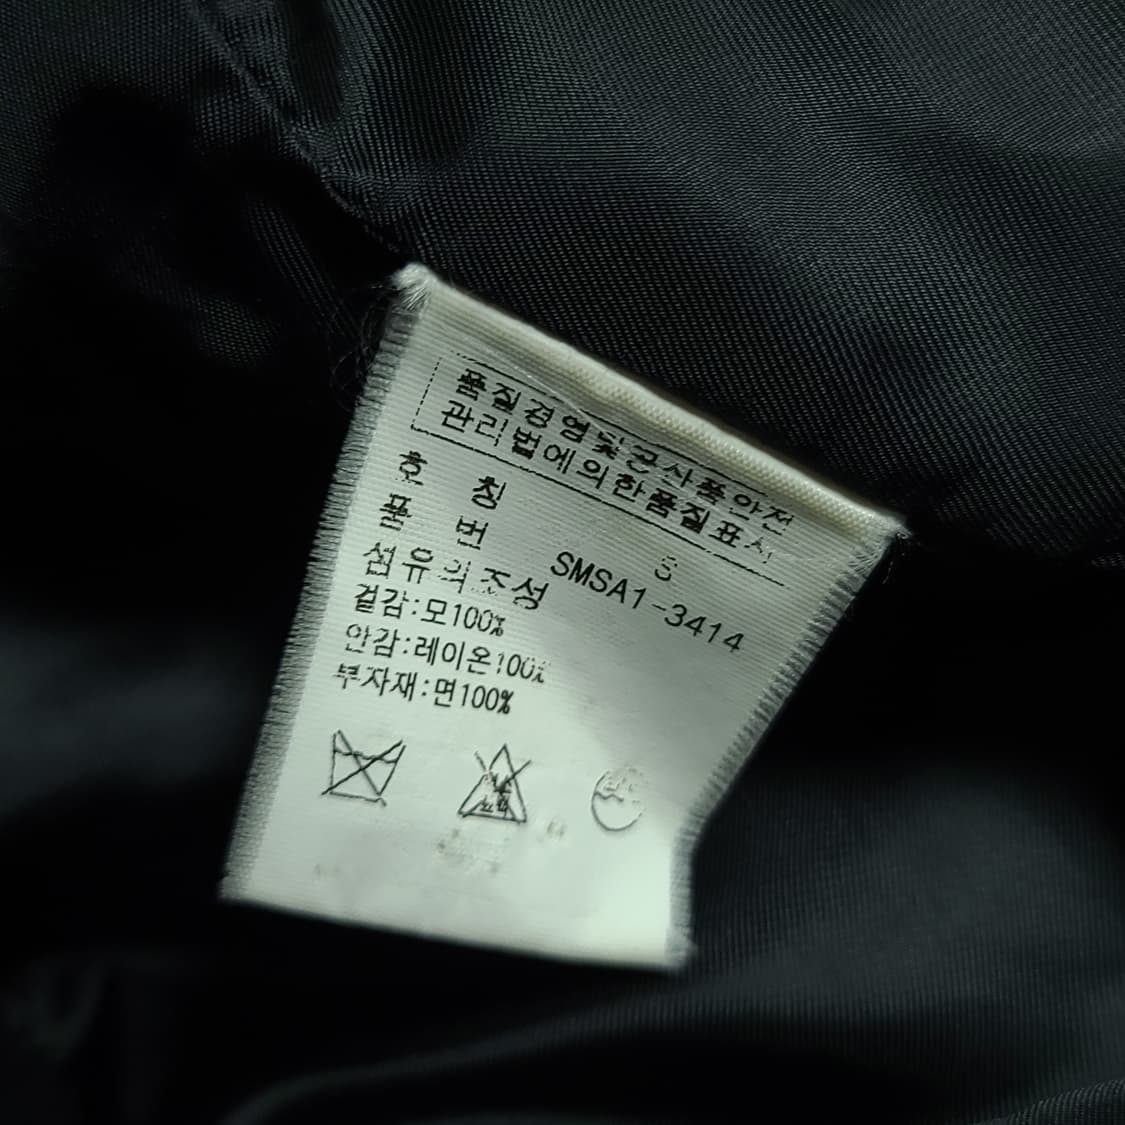 품질경영및공산품안전
관리법에의한품질표시
호 칭 S
품 번 SMSA1-3414
섬유의조성
겉감:모100%
안감:레이온100%
부자재:면100%